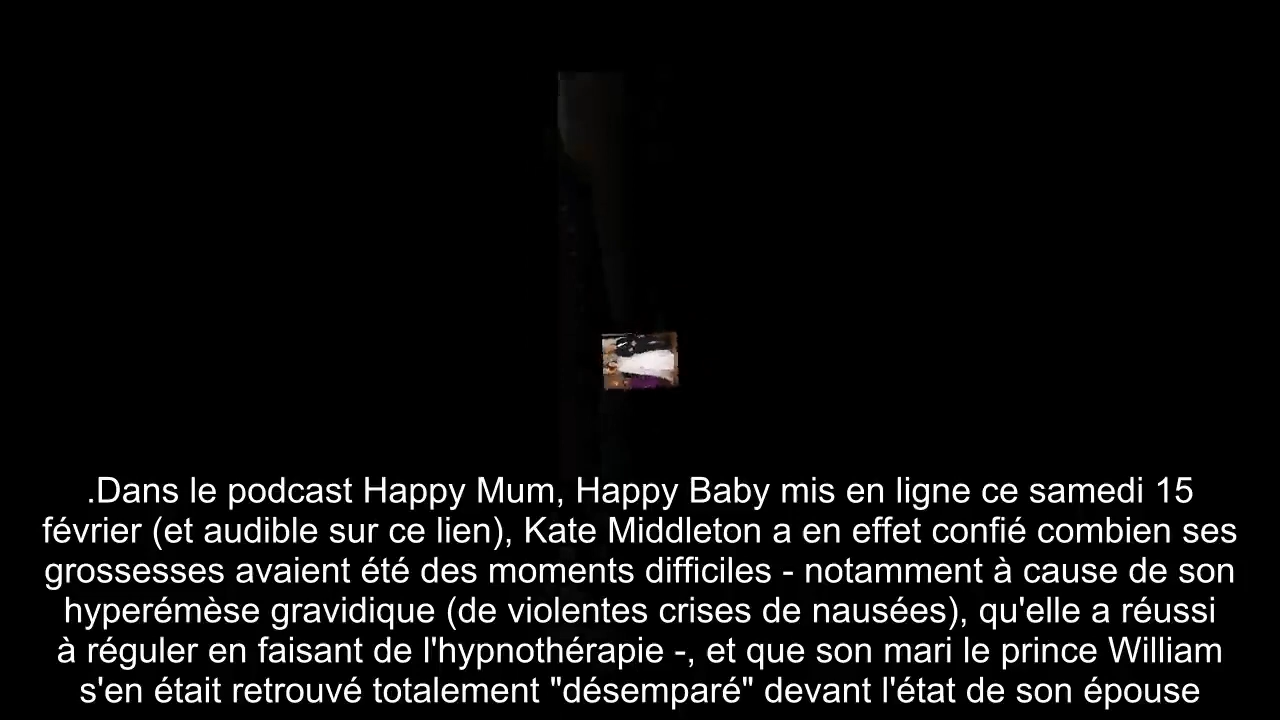 .Dans le podcast Happy Mum, Happy Baby mis en ligne ce samedi 15
février (et audible sur ce lien), Kate Middleton a en effet confié combien ses
grossesses avaient été des moments difficiles - notamment à cause de son
hyperémèse gravidique (de violentes crises de nausées), qu'elle a réussi
à réguler en faisant de l'hypnothérapie -, et que son mari le prince William
s'en était retrouvé totalement "désemparé" devant l'état de son épouse